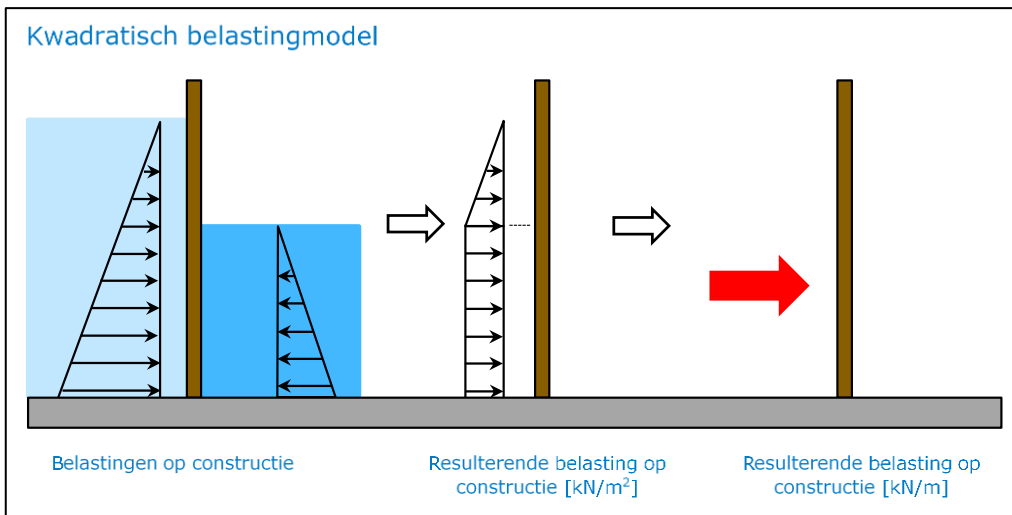 Kwadratisch belastingmodel
Belastingen op constructie
Resulterende belasting op
constructie [kN/m²]
Resulterende belasting op
constructie [kN/m]